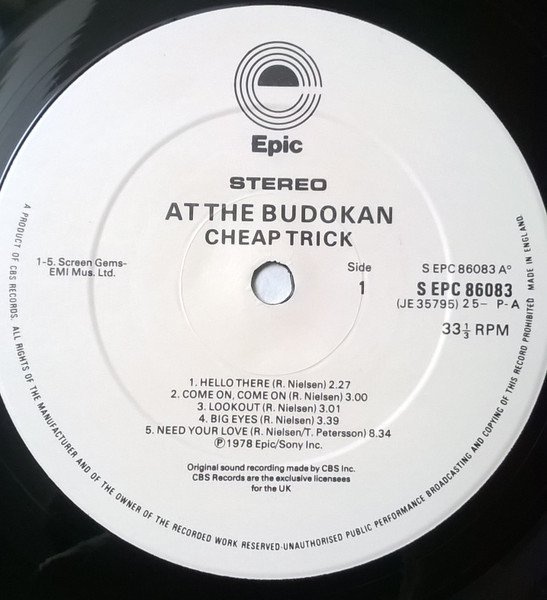 Epic
STEREO
AT THE BUDOKAN
CHEAP TRICK
1-5. Screen Gems-
EMI Mus. Ltd.
Side
1
S EPC 86083 A°
S EPC 86083
(JE 35795) 25- P-A
33⅓ RPM
1. HELLO THERE (R. Nielsen) 2.27
2. COME ON, COME ON (R. Nielsen) 3.00
3. LOOKOUT (R. Nielsen) 3.01
4. BIG EYES (R. Nielsen) 3.39
5. NEED YOUR LOVE (R. Nielsen/T. Petersson) 8.34
Ⓟ 1978 Epic/Sony Inc.
Original sound recording made by CBS Inc.
CBS Records are the exclusive licensees
for the UK
A PRODUCT OF CBS RECORDS. ALL RIGHTS OF THE MANUFACTURER AND OF THE OWNER OF THE RECORDED WORK RESERVED·UNAUTHORISED PUBLIC PERFORMANCE BROADCASTING AND COPYING OF THIS RECORD PROHIBITED MADE IN ENGLAND